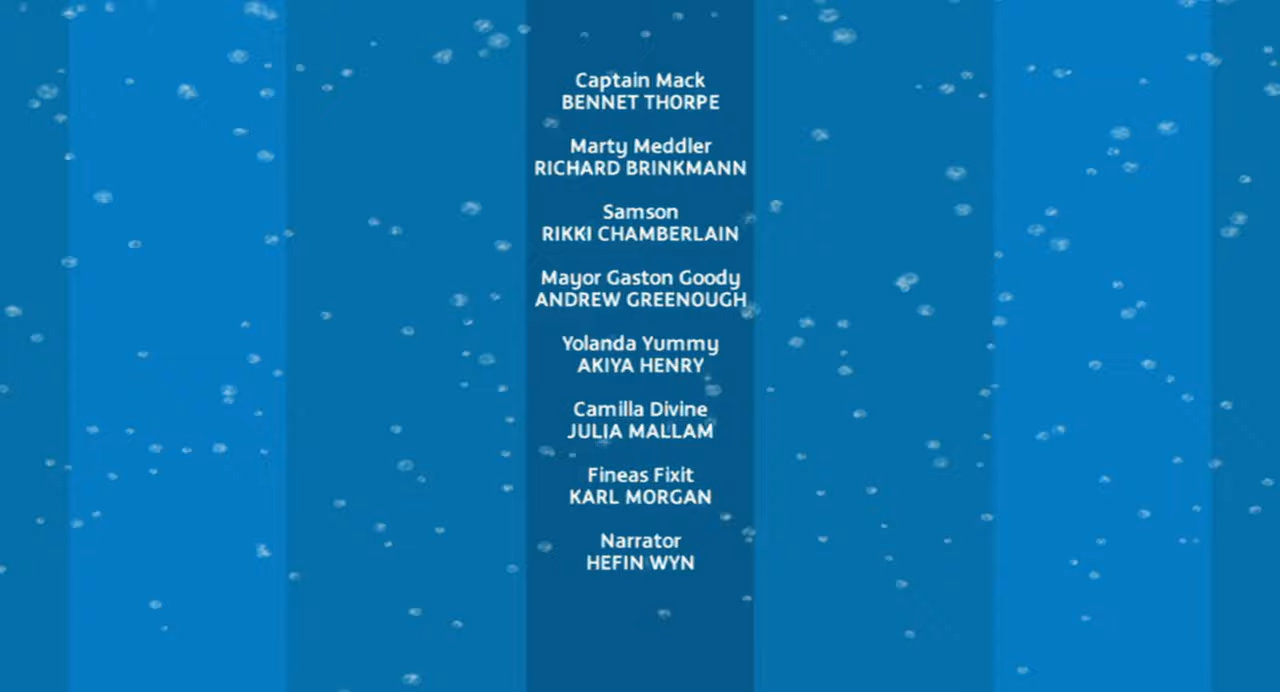 Captain Mack
BENNET THORPE
Marty Meddler
RICHARD BRINKMANN
Samson
RIKKI CHAMBERLAIN
Mayor Gaston Goody
ANDREW GREENOUGH
Yolanda Yummy
AKIYA HENRY
Camilla Divine
JULIA MALLAM
Fineas Fixit
KARL MORGAN
Narrator
HEFIN WYN